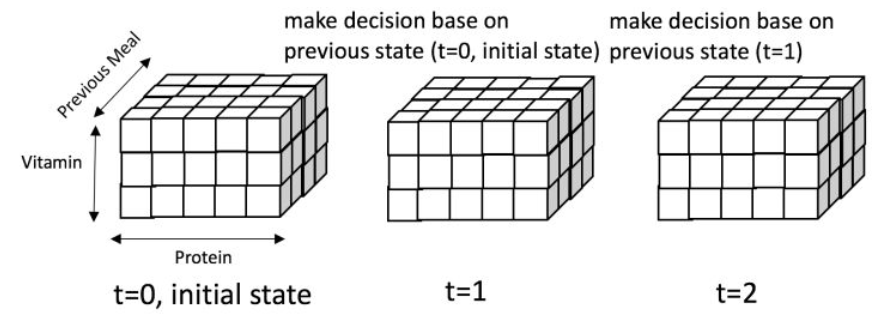 make decision base on
previous state (t=0, initial state)
make decision base on
previous state (t=1)
Previous Meal
Vitamin
Protein
t=0, initial state
t=1
t=2